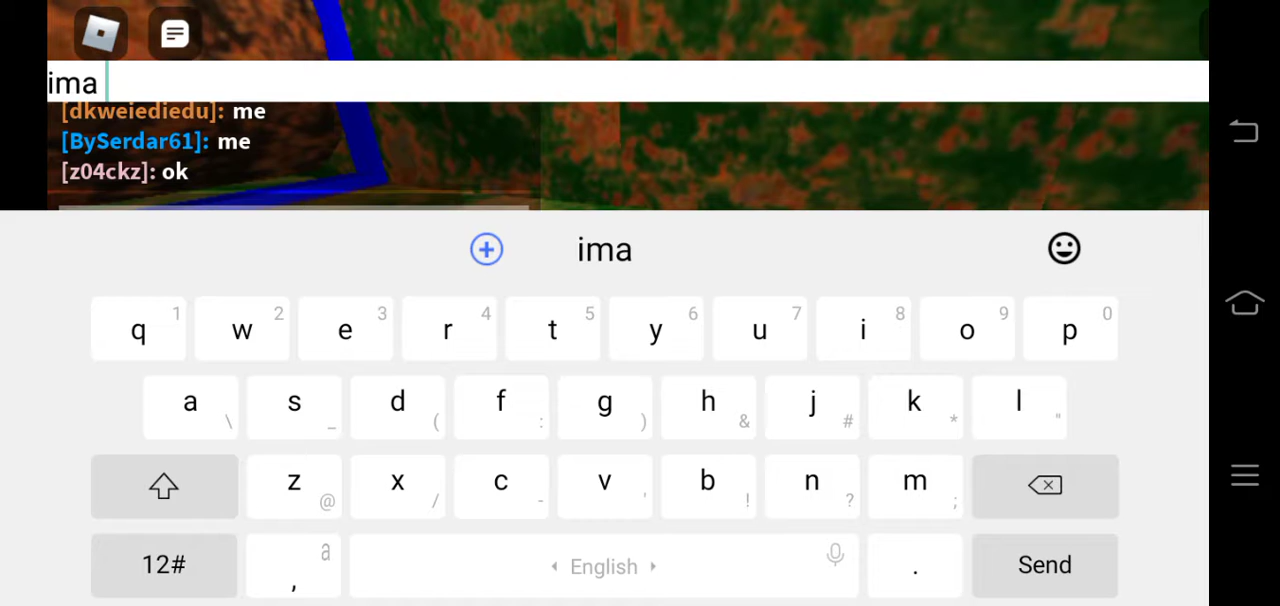 ima
[dkweiediedu]: me
[BySerdar61]: me
[z04ckz]: ok
ima
q 1 w 2 e 3 r 4 t 5 y 6 u 7 i 8 o 9 p 0
a \ s _ d ( f : g ) h & j # k * l "
z @ x / c - v ' b ! n ? m ;
12# , a English . Send